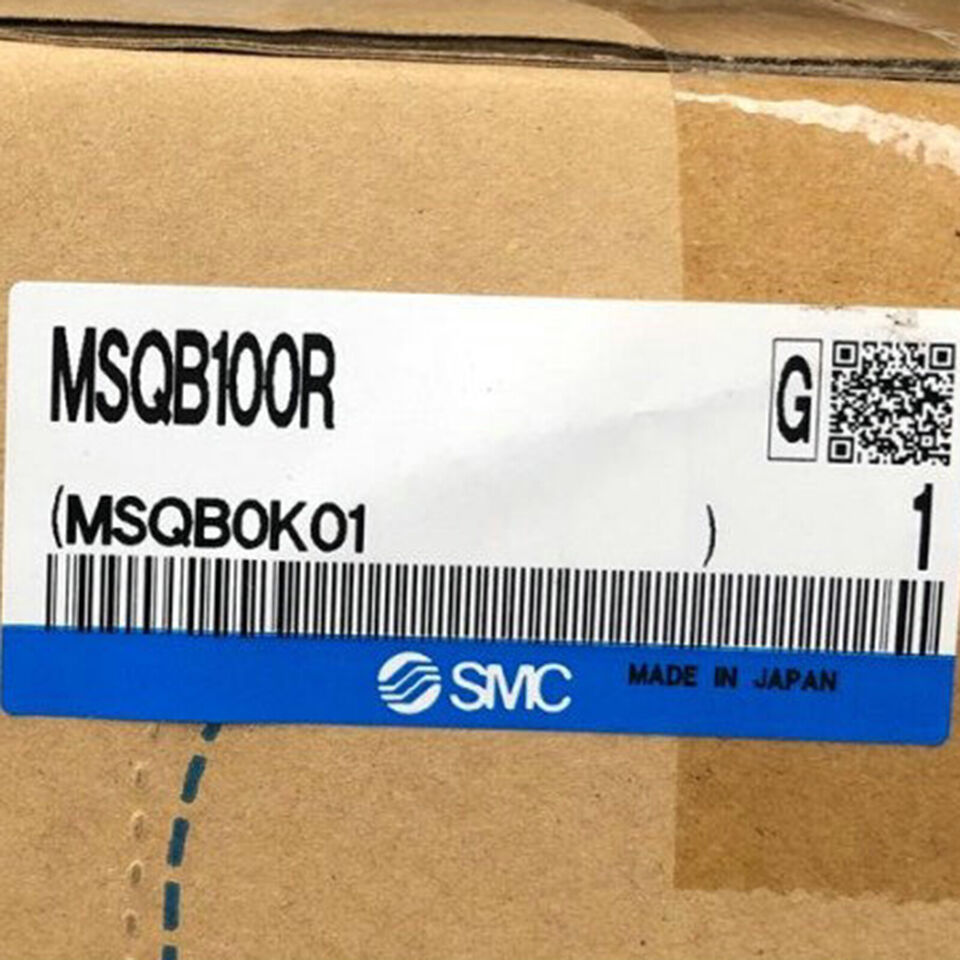 MSQB100R
G
(MSQB0K01 )
1
SMC
MADE IN JAPAN